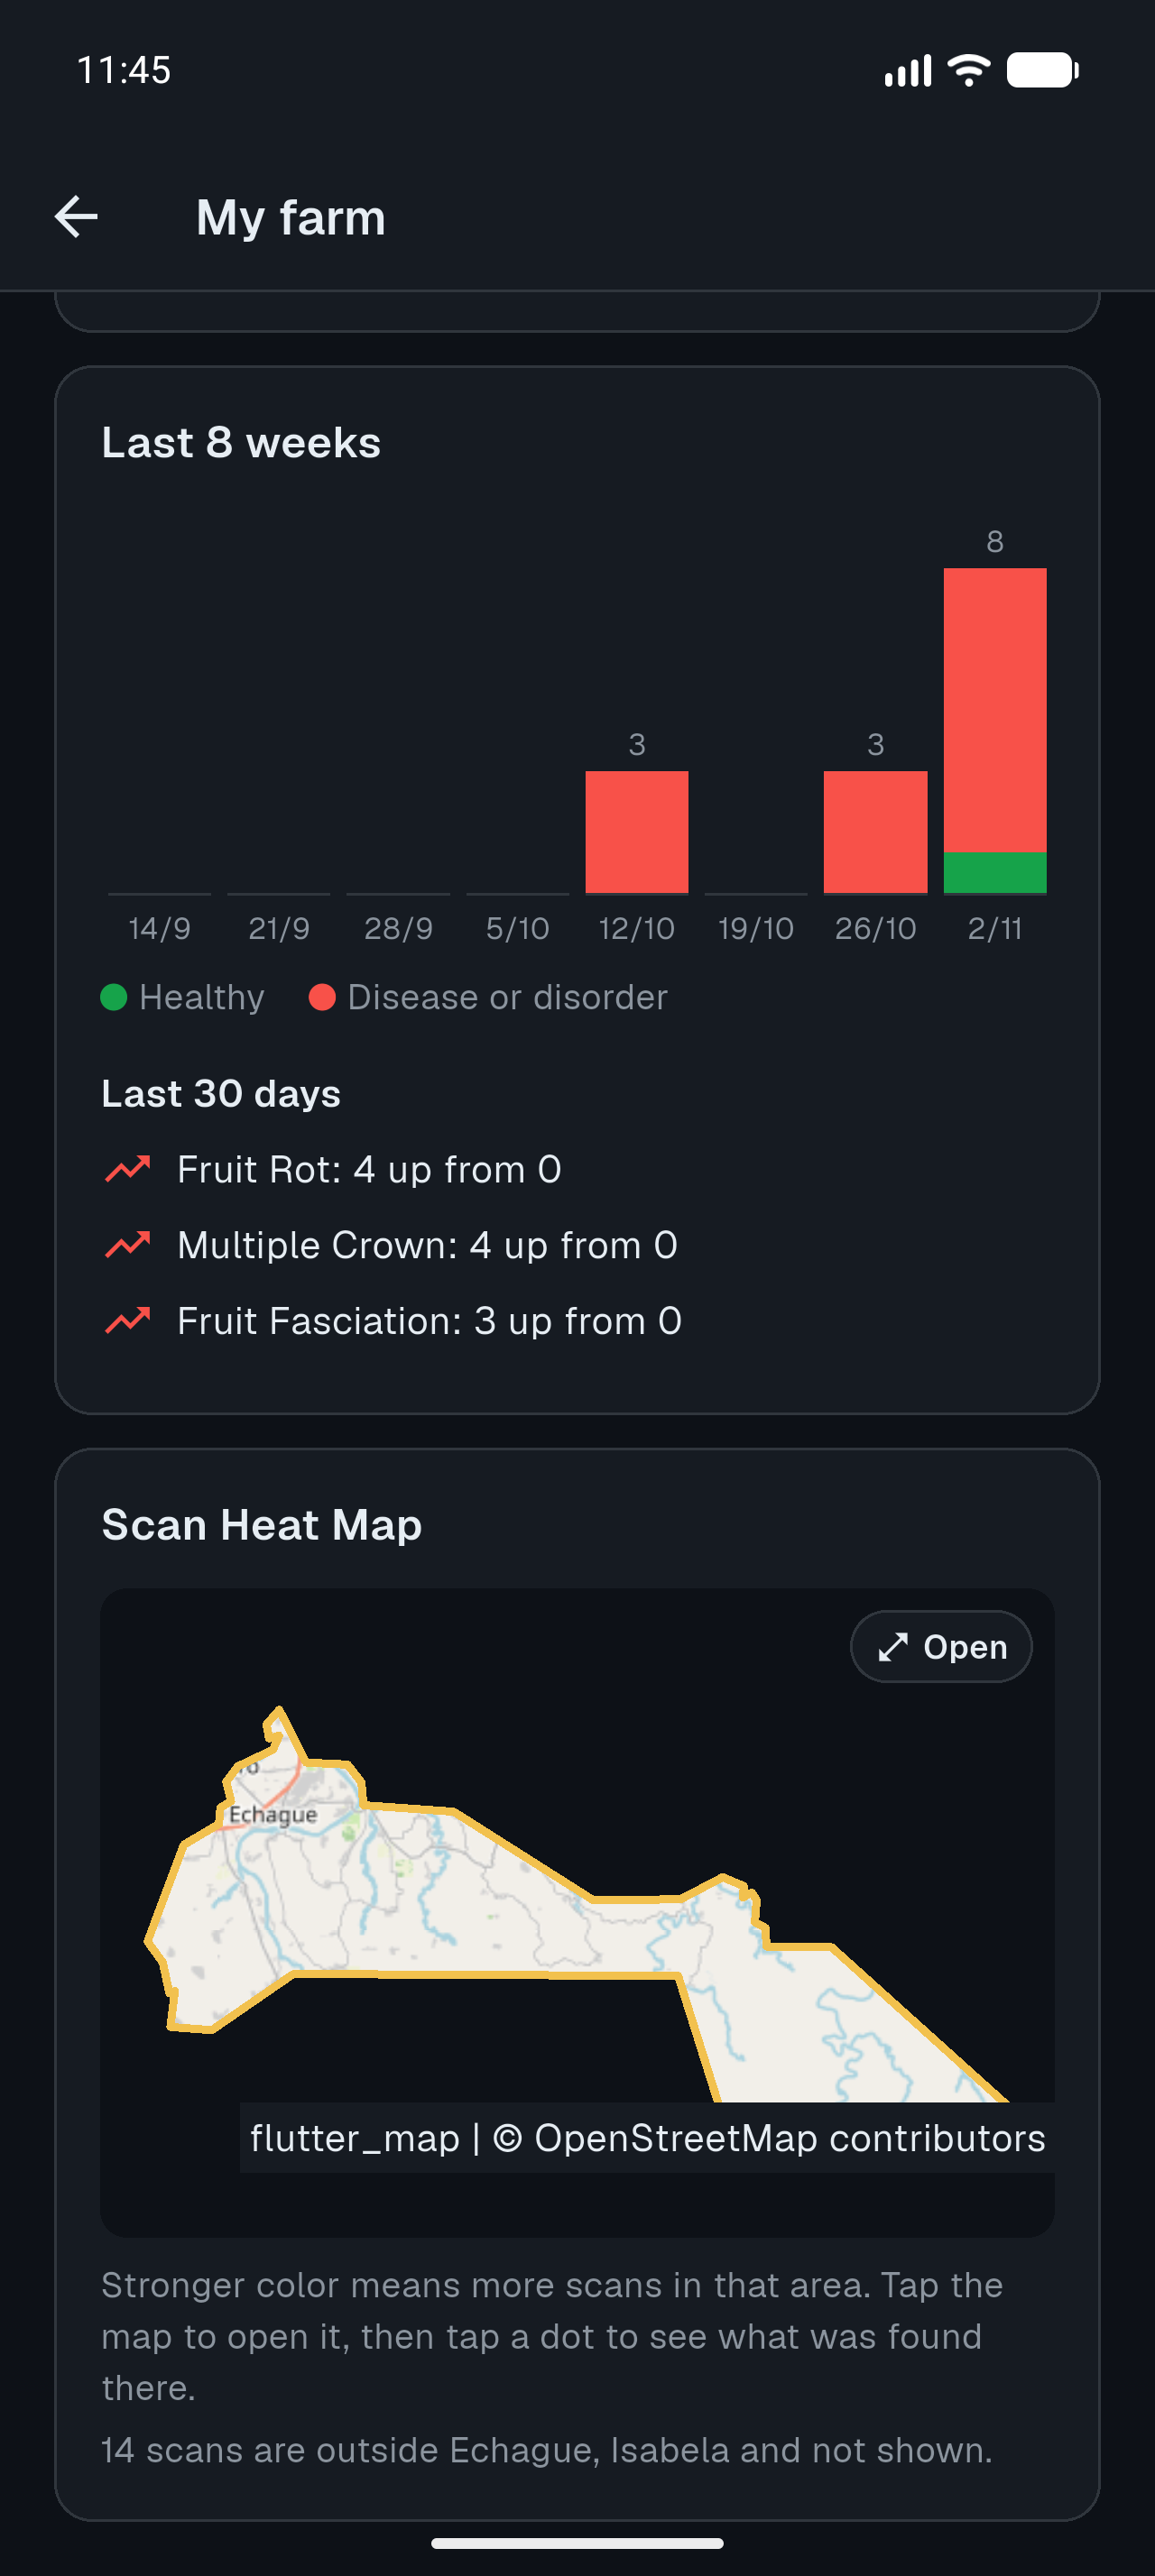 11:45
My farm
Last 8 weeks
8
3
3
14/9 21/9 28/9 5/10 12/10 19/10 26/10 2/11
Healthy Disease or disorder
Last 30 days
Fruit Rot: 4 up from 0
Multiple Crown: 4 up from 0
Fruit Fasciation: 3 up from 0
Scan Heat Map
Open
Echague
flutter_map | © OpenStreetMap contributors
Stronger color means more scans in that area. Tap the
map to open it, then tap a dot to see what was found
there.
14 scans are outside Echague, Isabela and not shown.